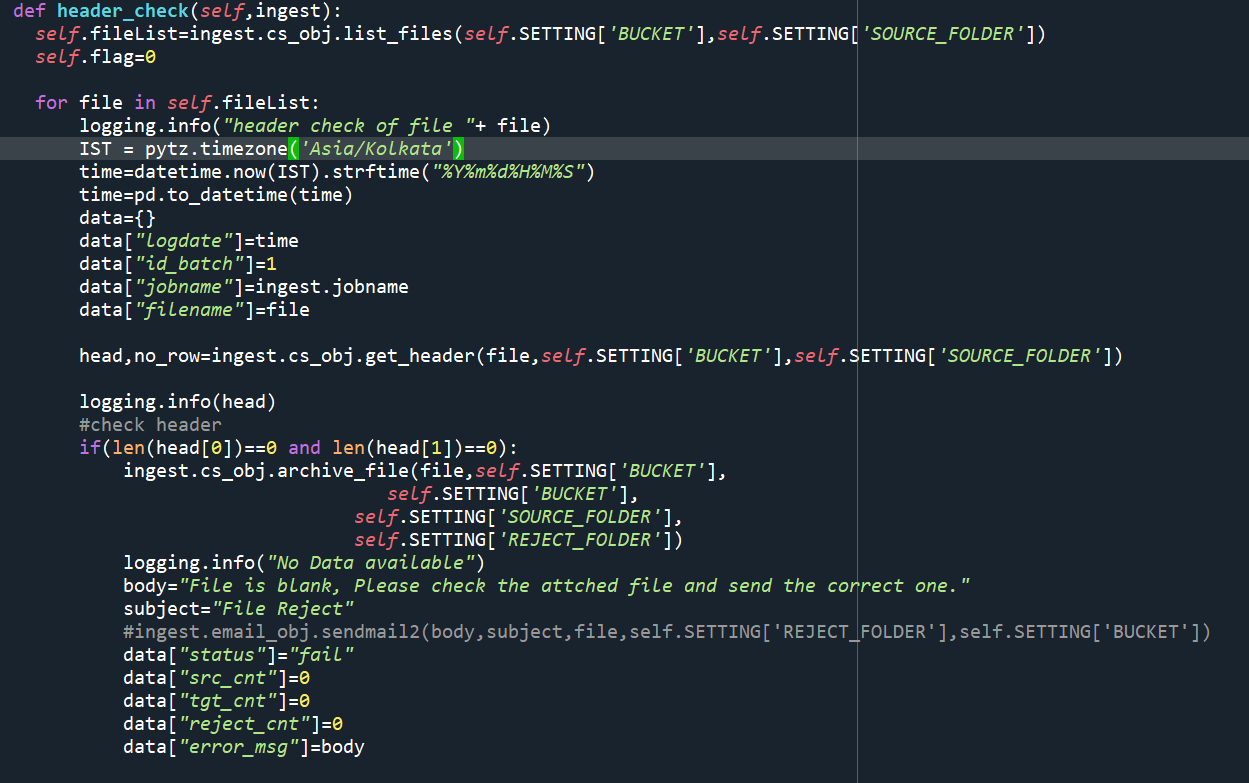 def header_check(self,ingest):
  self.fileList=ingest.cs_obj.list_files(self.SETTING['BUCKET'],self.SETTING['SOURCE_FOLDER'])
  self.flag=0

  for file in self.fileList:
      logging.info("header check of file "+ file)
      IST = pytz.timezone('Asia/Kolkata')
      time=datetime.now(IST).strftime("%Y%m%d%H%M%S")
      time=pd.to_datetime(time)
      data={}
      data["logdate"]=time
      data["id_batch"]=1
      data["jobname"]=ingest.jobname
      data["filename"]=file

      head,no_row=ingest.cs_obj.get_header(file,self.SETTING['BUCKET'],self.SETTING['SOURCE_FOLDER'])

      logging.info(head)
      #check header
      if(len(head[0])==0 and len(head[1])==0):
          ingest.cs_obj.archive_file(file,self.SETTING['BUCKET'],
                                  self.SETTING['BUCKET'],
                               self.SETTING['SOURCE_FOLDER'],
                               self.SETTING['REJECT_FOLDER'])
          logging.info("No Data available")
          body="File is blank, Please check the attched file and send the correct one."
          subject="File Reject"
          #ingest.email_obj.sendmail2(body,subject,file,self.SETTING['REJECT_FOLDER'],self.SETTING['BUCKET'])
          data["status"]="fail"
          data["src_cnt"]=0
          data["tgt_cnt"]=0
          data["reject_cnt"]=0
          data["error_msg"]=body